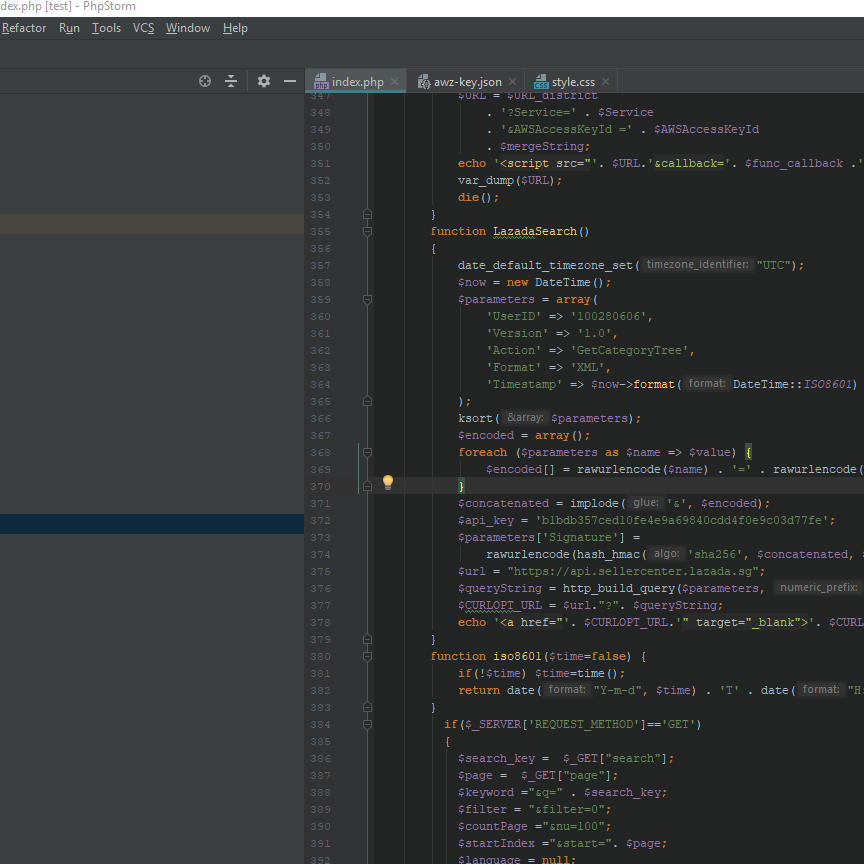 dex.php [test] - PhpStorm
Refactor Run Tools VCS Window Help
index.php awz-key.json style.css
347 $URL = $URL_district
348 . '?Service=' . $Service
349 . '&AWSAccessKeyId =' . $AWSAccessKeyId
350 . $mergeString;
351 echo '<script src="'. $URL.'&callback='. $func_callback .'
352 var_dump($URL);
353 die();
354 }
355 function LazadaSearch()
356 {
357 date_default_timezone_set( timezone_identifier: "UTC");
358 $now = new DateTime();
359 $parameters = array(
360 'UserID' => '100280606',
361 'Version' => '1.0',
362 'Action' => 'GetCategoryTree',
363 'Format' => 'XML',
364 'Timestamp' => $now->format( format: DateTime::ISO8601)
365 );
366 ksort( &array: $parameters);
367 $encoded = array();
368 foreach ($parameters as $name => $value) {
369 $encoded[] = rawurlencode($name) . '=' . rawurlencode(
370 }
371 $concatenated = implode( glue: '&', $encoded);
372 $api_key = 'b1bdb357ced10fe4e9a69840cdd4f0e9c03d77fe';
373 $parameters['Signature'] =
374 rawurlencode(hash_hmac( algo: 'sha256', $concatenated,
375 $url = "https://api.sellercenter.lazada.sg";
376 $queryString = http_build_query($parameters, numeric_prefix:
377 $CURLOPT_URL = $url."?". $queryString;
378 echo '<a href="'. $CURLOPT_URL.'" target="_blank">'. $CURL
379 }
380 function iso8601($time=false) {
381 if(!$time) $time=time();
382 return date( format: "Y-m-d", $time) . 'T' . date( format: "H:
383 }
384 if($_SERVER['REQUEST_METHOD']=='GET')
385 {
386 $search_key = $_GET["search"];
387 $page = $_GET["page"];
388 $keyword ="&q=" . $search_key;
389 $filter = "&filter=0";
390 $countPage ="&nu=100";
391 $startIndex ="&start=". $page;
392 $language = null;